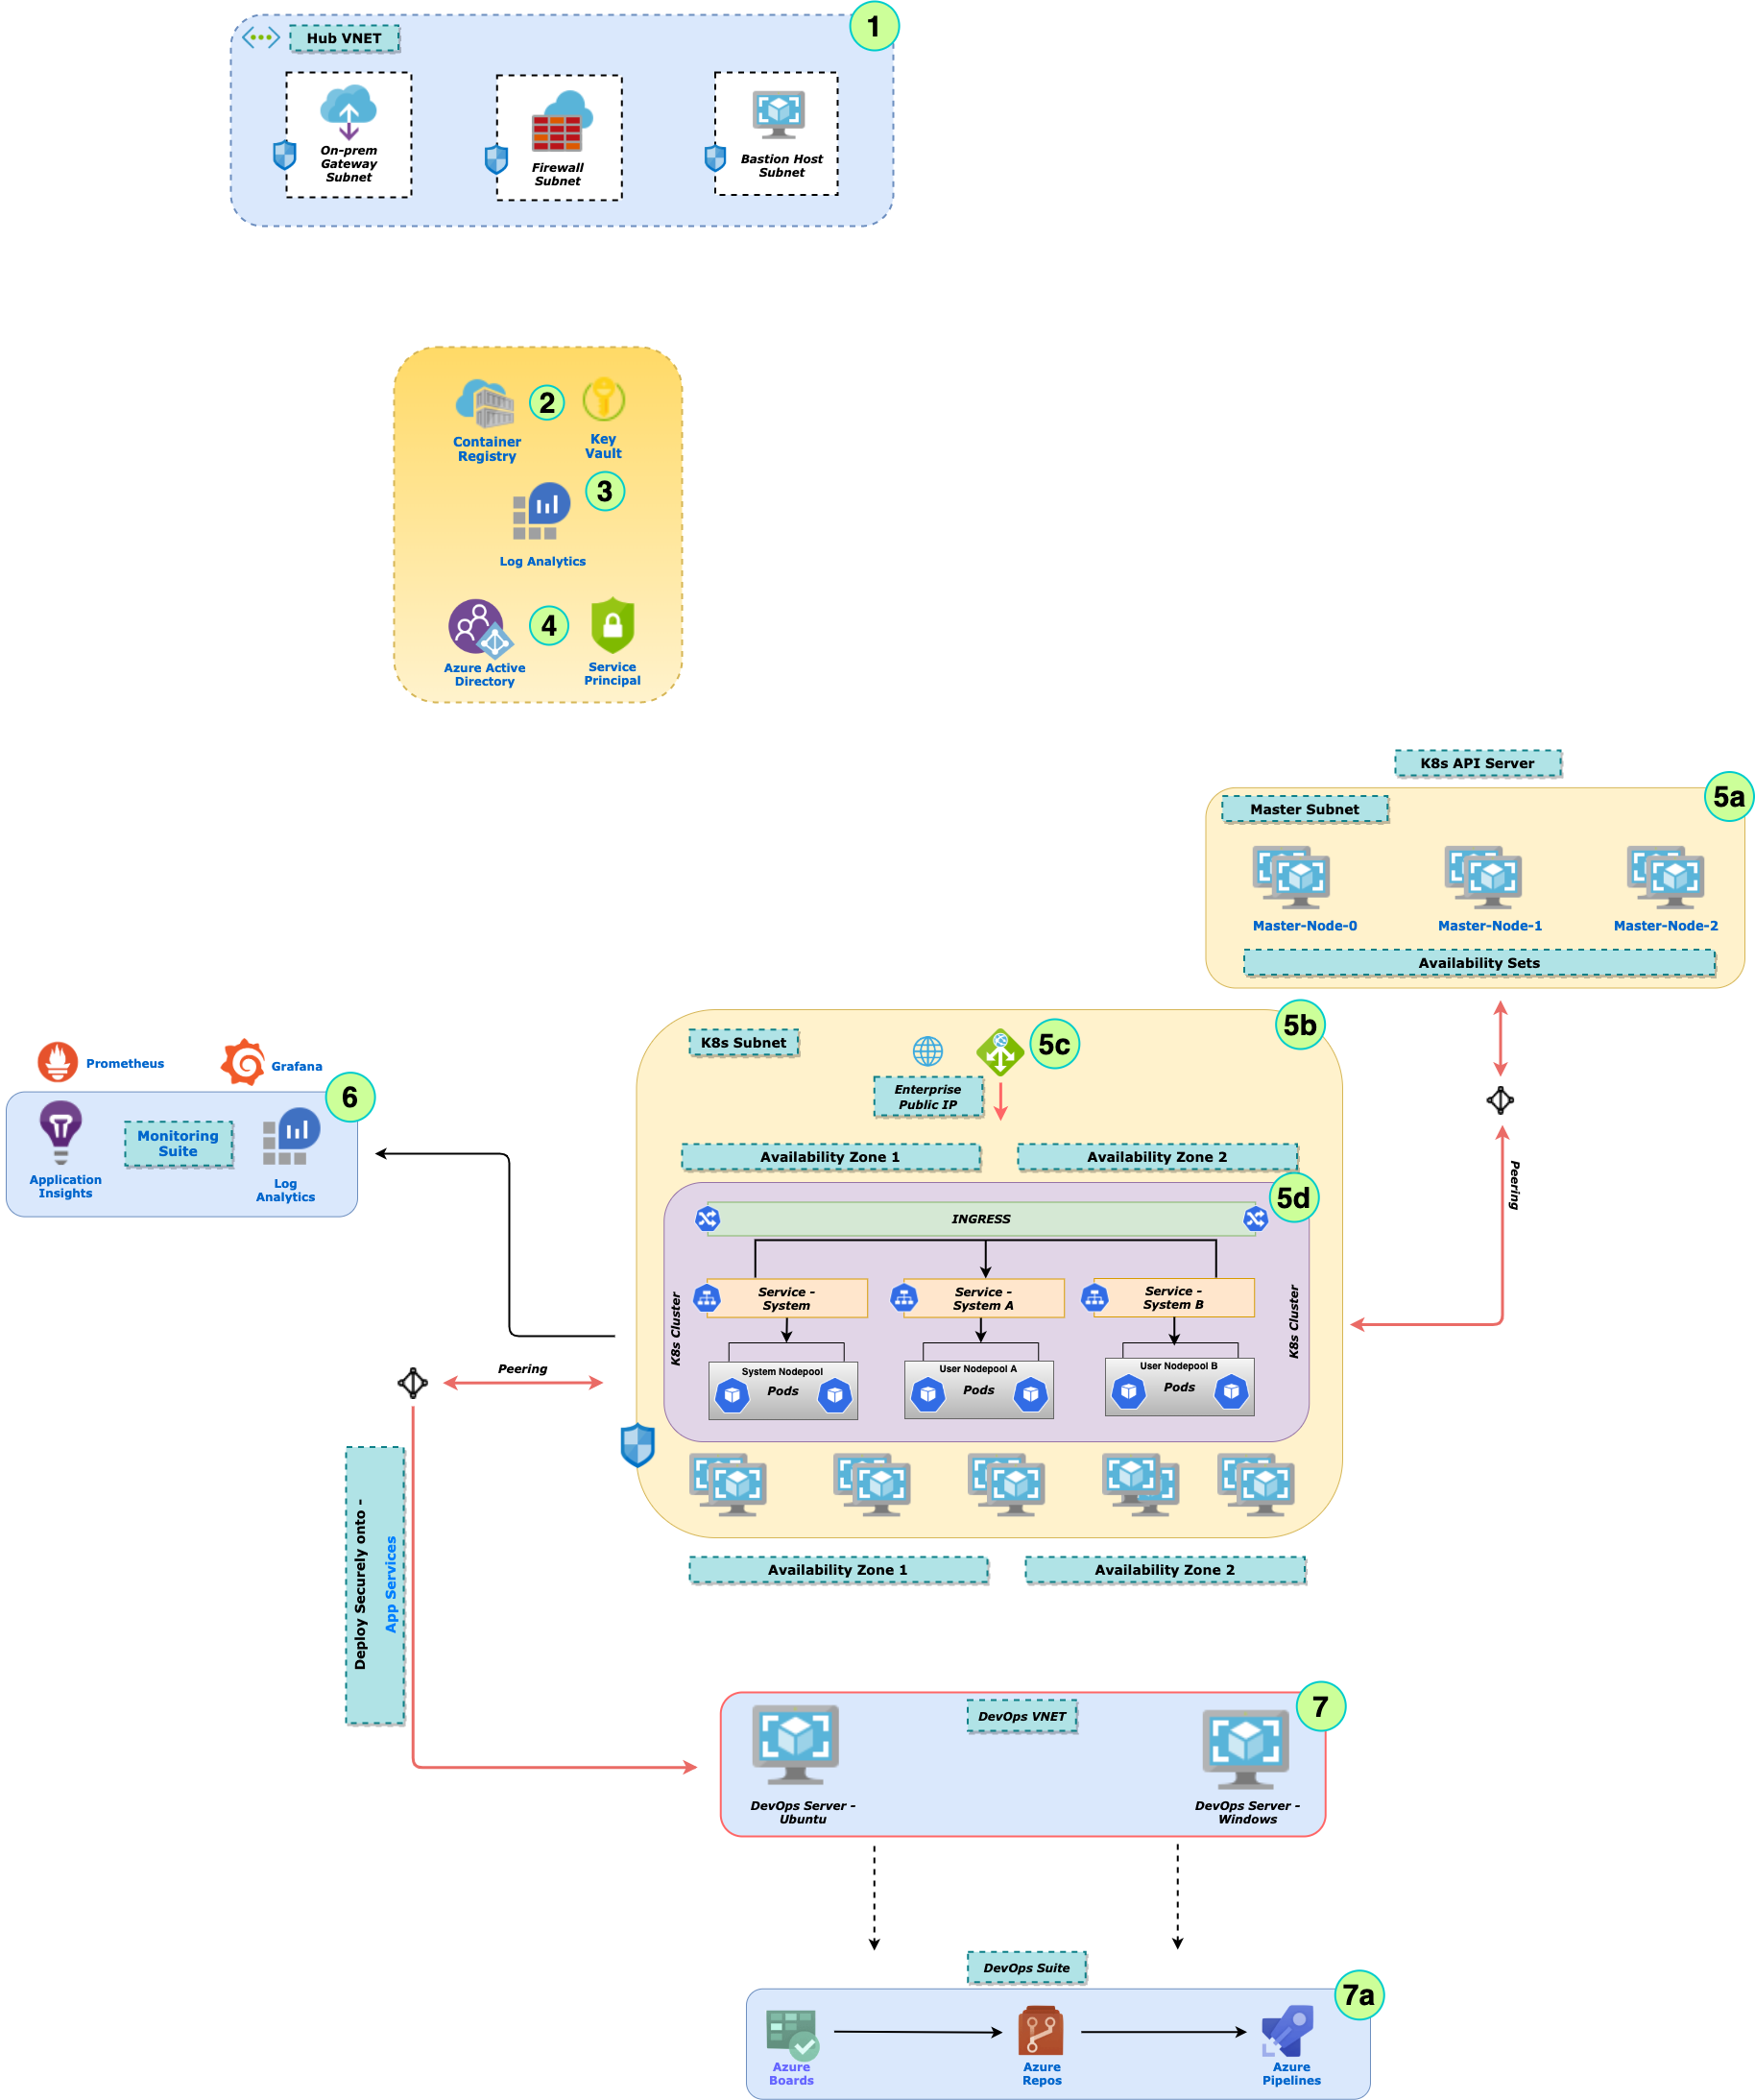 1
Hub VNET
On-prem
Gateway
Subnet
Firewall
Subnet
Bastion Host
Subnet
2
Container
Registry
Key
Vault
3
Log Analytics
4
Azure Active
Directory
Service
Principal
K8s API Server
5a
Master Subnet
Master-Node-0
Master-Node-1
Master-Node-2
Availability Sets
Peering
5b
K8s Subnet
5c
Enterprise
Public IP
Availability Zone 1
Availability Zone 2
5d
INGRESS
K8s Cluster
K8s Cluster
Service -
System
Service -
System A
Service -
System B
System Nodepool
Pods
User Nodepool A
Pods
User Nodepool B
Pods
Availability Zone 1
Availability Zone 2
Prometheus
Grafana
6
Application
Insights
Monitoring
Suite
Log
Analytics
Peering
Deploy Securely onto -
App Services
7
DevOps VNET
DevOps Server -
Ubuntu
DevOps Server -
Windows
DevOps Suite
7a
Azure
Boards
Azure
Repos
Azure
Pipelines